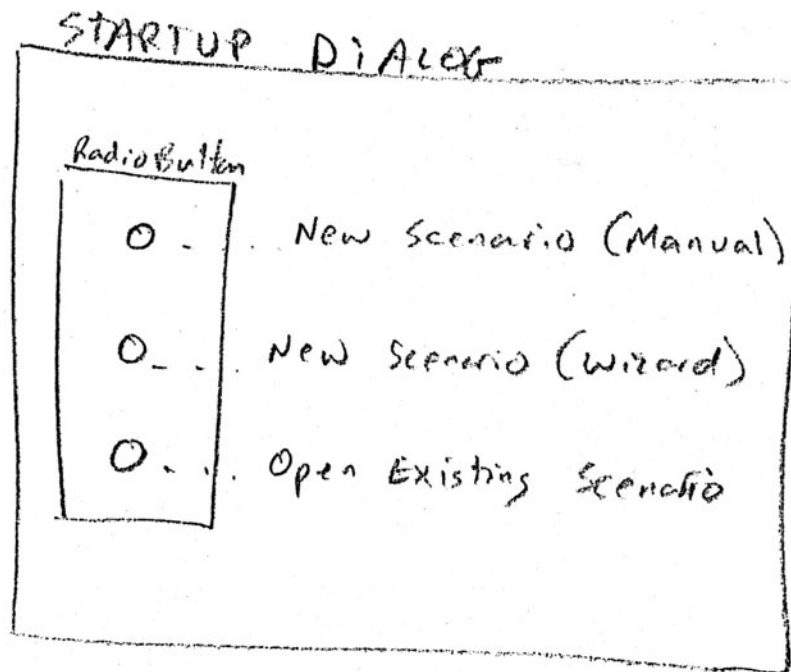 STARTUP DiALOG
RadioButton
New Scenario (Manual)
New Scenario (Wizard)
Open Existing Scenario